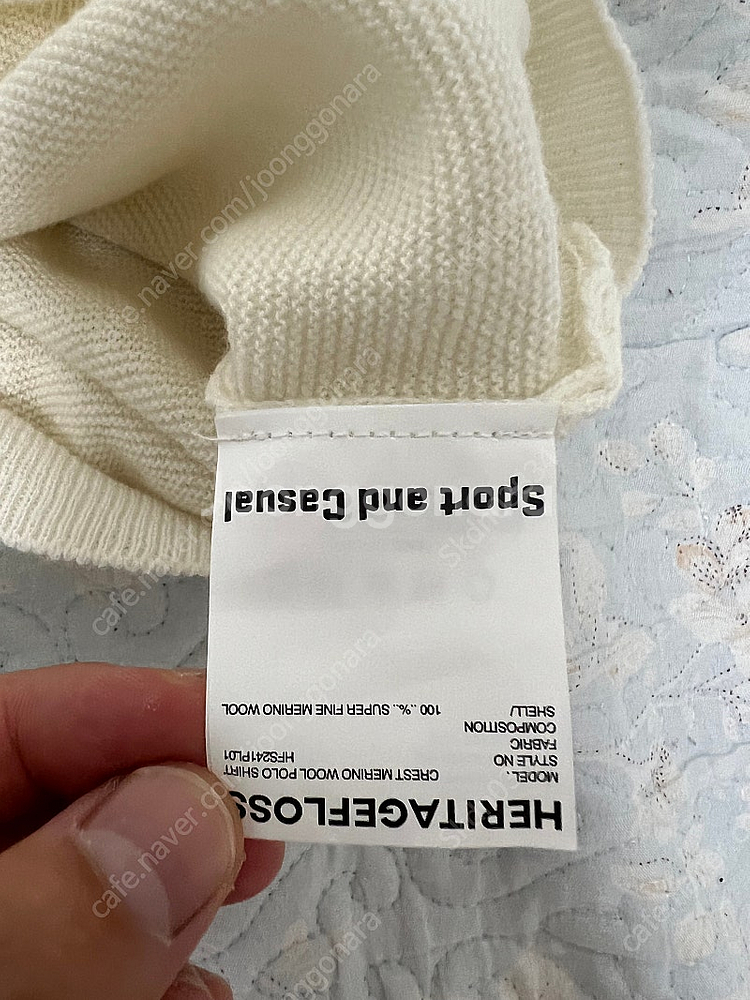 HERITAGEFLOSS
MODEL. CREST MERINO WOOL POLO SHIRT
STYLE NO HFS241PL01
FABRIC
COMPOSITION
SHELL/ 100..%.. SUPER FINE MERINO WOOL
Sport and Casual
cafe.naver.com/joonggonara